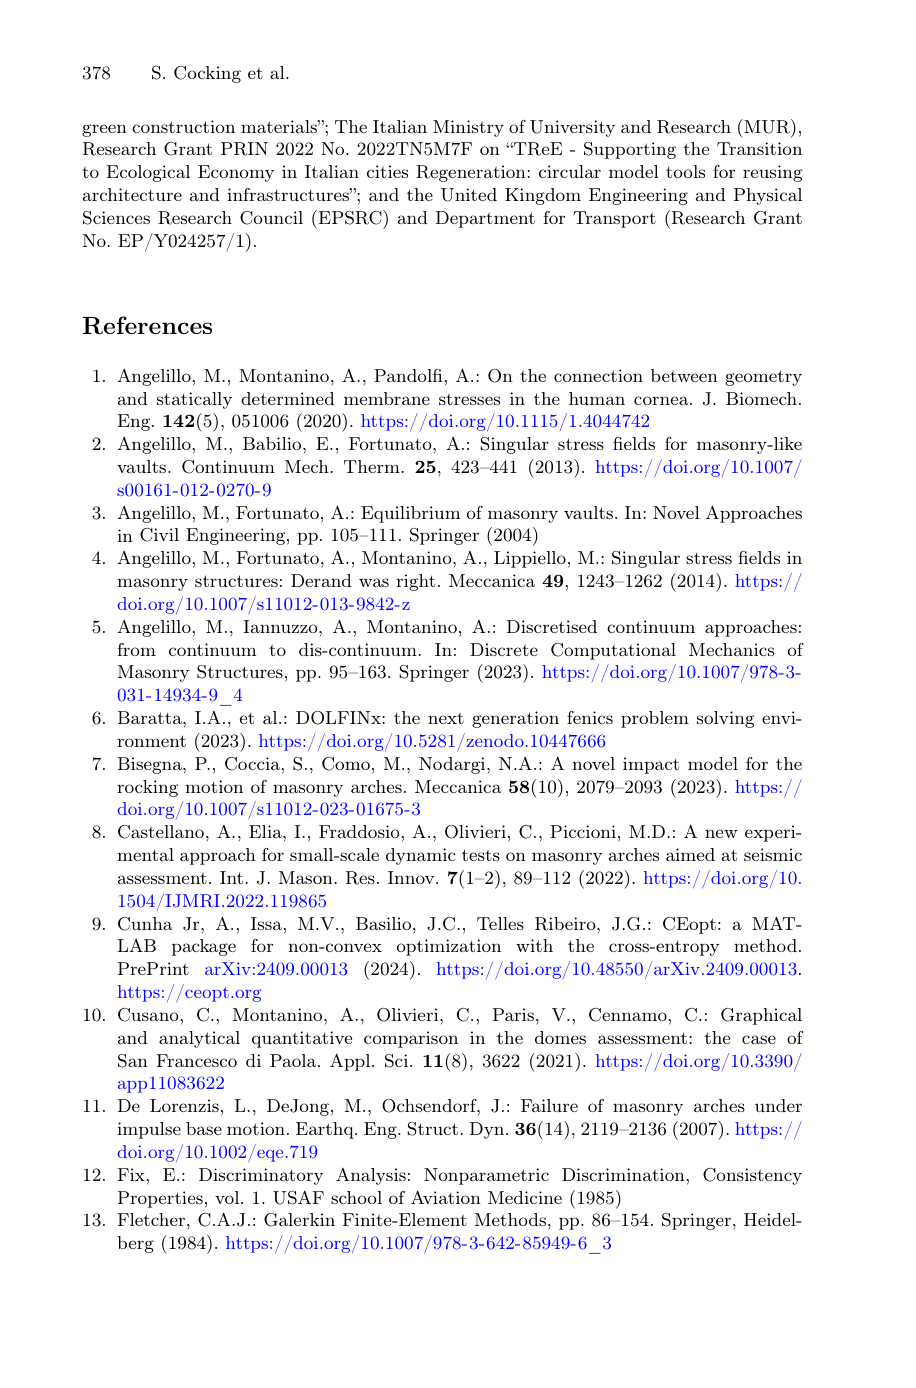 378 S. Cocking et al.
green construction materials”; The Italian Ministry of University and Research (MUR),
Research Grant PRIN 2022 No. 2022TN5M7F on “TReE - Supporting the Transition
to Ecological Economy in Italian cities Regeneration: circular model tools for reusing
architecture and infrastructures”; and the United Kingdom Engineering and Physical
Sciences Research Council (EPSRC) and Department for Transport (Research Grant
No. EP/Y024257/1).
References
1. Angelillo, M., Montanino, A., Pandolfi, A.: On the connection between geometry
and statically determined membrane stresses in the human cornea. J. Biomech.
Eng. 142(5), 051006 (2020). https://doi.org/10.1115/1.4044742
2. Angelillo, M., Babilio, E., Fortunato, A.: Singular stress fields for masonry-like
vaults. Continuum Mech. Therm. 25, 423–441 (2013). https://doi.org/10.1007/
s00161-012-0270-9
3. Angelillo, M., Fortunato, A.: Equilibrium of masonry vaults. In: Novel Approaches
in Civil Engineering, pp. 105–111. Springer (2004)
4. Angelillo, M., Fortunato, A., Montanino, A., Lippiello, M.: Singular stress fields in
masonry structures: Derand was right. Meccanica 49, 1243–1262 (2014). https://
doi.org/10.1007/s11012-013-9842-z
5. Angelillo, M., Iannuzzo, A., Montanino, A.: Discretised continuum approaches:
from continuum to dis-continuum. In: Discrete Computational Mechanics of
Masonry Structures, pp. 95–163. Springer (2023). https://doi.org/10.1007/978-3-
031-14934-9_4
6. Baratta, I.A., et al.: DOLFINx: the next generation fenics problem solving envi-
ronment (2023). https://doi.org/10.5281/zenodo.10447666
7. Bisegna, P., Coccia, S., Como, M., Nodargi, N.A.: A novel impact model for the
rocking motion of masonry arches. Meccanica 58(10), 2079–2093 (2023). https://
doi.org/10.1007/s11012-023-01675-3
8. Castellano, A., Elia, I., Fraddosio, A., Olivieri, C., Piccioni, M.D.: A new experi-
mental approach for small-scale dynamic tests on masonry arches aimed at seismic
assessment. Int. J. Mason. Res. Innov. 7(1–2), 89–112 (2022). https://doi.org/10.
1504/IJMRI.2022.119865
9. Cunha Jr, A., Issa, M.V., Basilio, J.C., Telles Ribeiro, J.G.: CEopt: a MAT-
LAB package for non-convex optimization with the cross-entropy method.
PrePrint arXiv:2409.00013 (2024). https://doi.org/10.48550/arXiv.2409.00013.
https://ceopt.org
10. Cusano, C., Montanino, A., Olivieri, C., Paris, V., Cennamo, C.: Graphical
and analytical quantitative comparison in the domes assessment: the case of
San Francesco di Paola. Appl. Sci. 11(8), 3622 (2021). https://doi.org/10.3390/
app11083622
11. De Lorenzis, L., DeJong, M., Ochsendorf, J.: Failure of masonry arches under
impulse base motion. Earthq. Eng. Struct. Dyn. 36(14), 2119–2136 (2007). https://
doi.org/10.1002/eqe.719
12. Fix, E.: Discriminatory Analysis: Nonparametric Discrimination, Consistency
Properties, vol. 1. USAF school of Aviation Medicine (1985)
13. Fletcher, C.A.J.: Galerkin Finite-Element Methods, pp. 86–154. Springer, Heidel-
berg (1984). https://doi.org/10.1007/978-3-642-85949-6_3